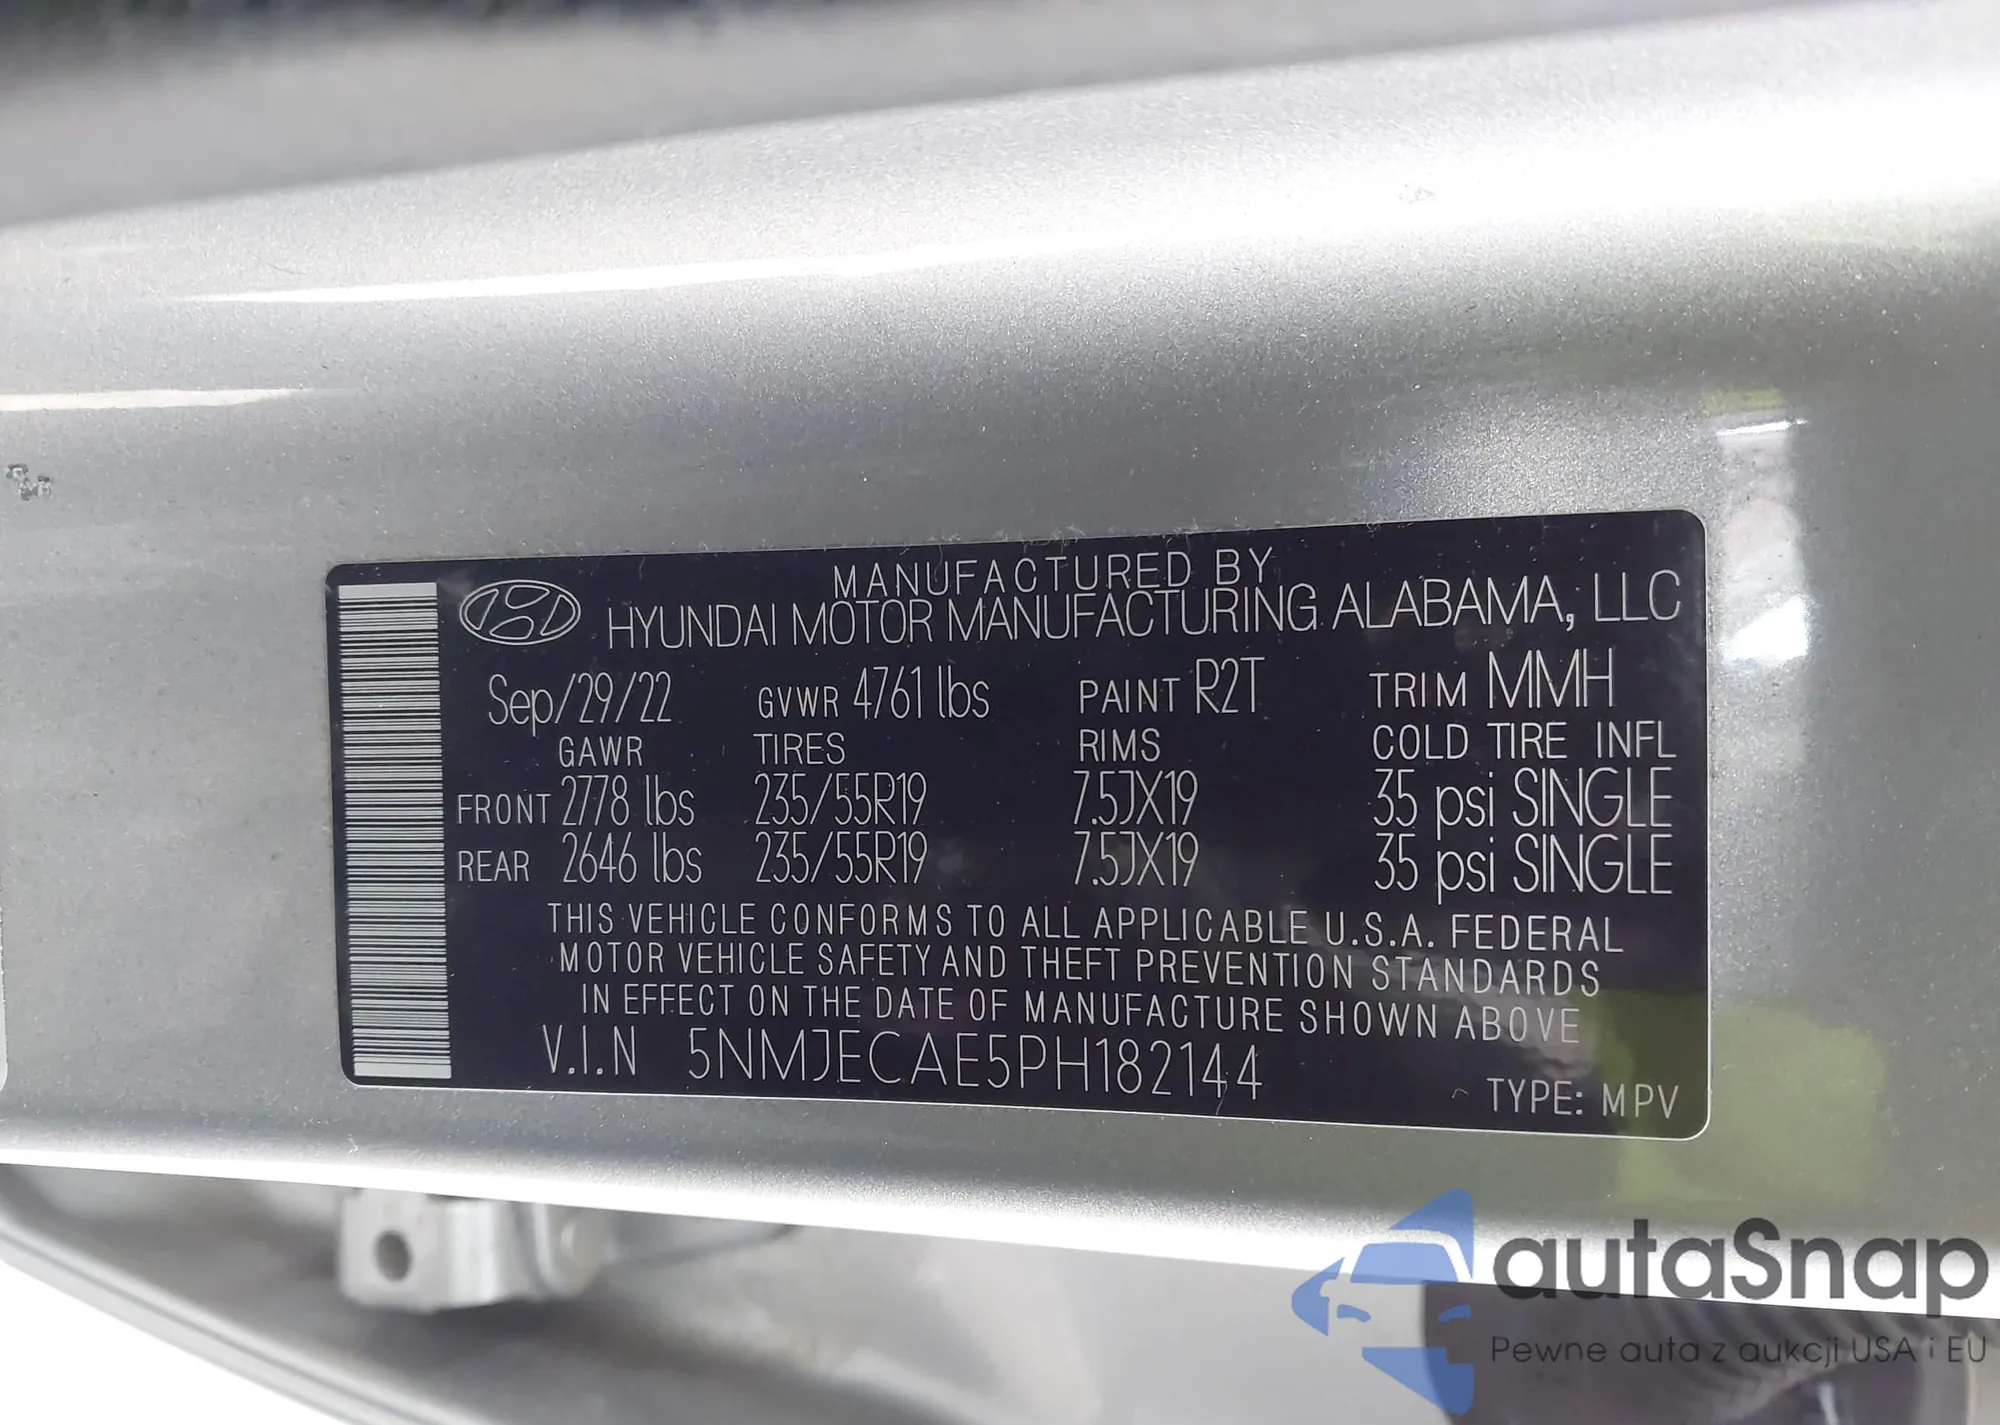 MANUFACTURED BY
HYUNDAI MOTOR MANUFACTURING ALABAMA, LLC
Sep/29/22 GVWR 4761 lbs PAINT R2T TRIM MMH
GAWR TIRES RIMS COLD TIRE INFL
FRONT 2778 lbs 235/55R19 7.5JX19 35 psi SINGLE
REAR 2646 lbs 235/55R19 7.5JX19 35 psi SINGLE
THIS VEHICLE CONFORMS TO ALL APPLICABLE U.S.A. FEDERAL
MOTOR VEHICLE SAFETY AND THEFT PREVENTION STANDARDS
IN EFFECT ON THE DATE OF MANUFACTURE SHOWN ABOVE
V.I.N 5NMJECAE5PH182144
TYPE: MPV
autaSnap
Pewne auta z aukcji USA i EU